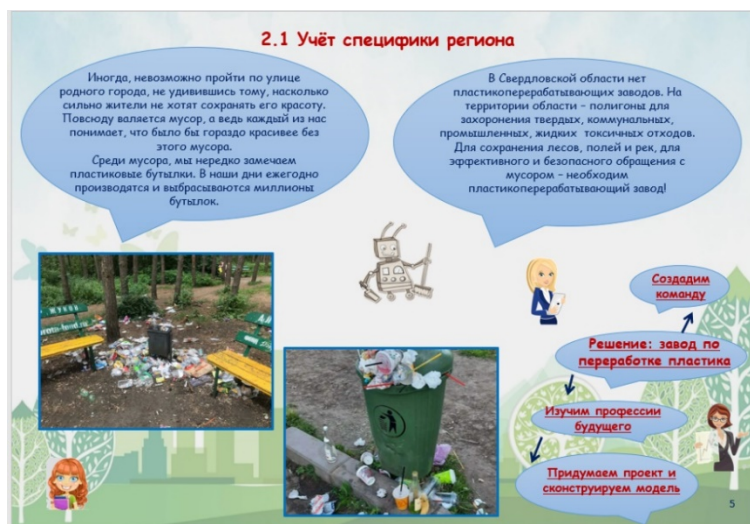 2.1 Учёт специфики региона
Иногда, невозможно пройти по улице
родного города, не удивившись тому, насколько
сильно жители не хотят сохранять его красоту.
Повсюду валяется мусор, а ведь каждый из нас
понимает, что было бы гораздо красивее без
этого мусора.
Среди мусора, мы нередко замечаем
пластиковые бутылки. В наши дни ежегодно
производятся и выбрасываются миллионы
бутылок.
В Свердловской области нет
пластикоперерабатывающих заводов. На
территории области – полигоны для
захоронения твердых, коммунальных,
промышленных, жидких токсичных отходов.
Для сохранения лесов, полей и рек, для
эффективного и безопасного обращения с
мусором – необходим
пластикоперерабатывающий завод!
Создадим
команду
Решение: завод по
переработке пластика
Изучим профессии
будущего
Придумаем проект и
сконструируем модель
5